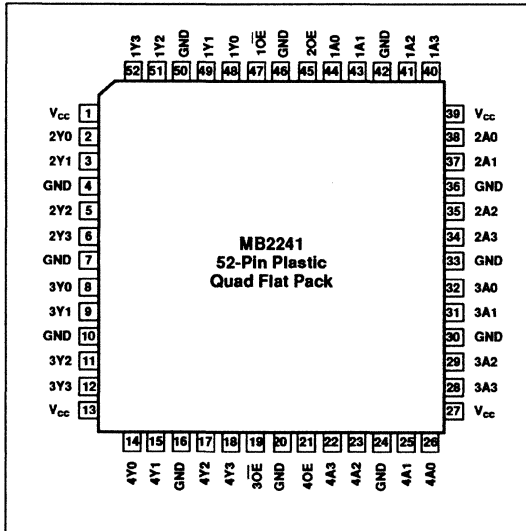 1Y3 1Y2 GND 1Y1 1Y0 1OE GND 2OE 1A0 1A1 GND 1A2 1A3
52 51 50 49 48 47 46 45 44 43 42 41 40
VCC 1 39 VCC
2Y0 2 38 2A0
2Y1 3 37 2A1
GND 4 36 GND
2Y2 5 35 2A2
2Y3 6 34 2A3
GND 7 33 GND
MB2241
52-Pin Plastic
Quad Flat Pack
3Y0 8 32 3A0
3Y1 9 31 3A1
GND 10 30 GND
3Y2 11 29 3A2
3Y3 12 28 3A3
VCC 13 27 VCC
14 15 16 17 18 19 20 21 22 23 24 25 26
4Y0 4Y1 GND 4Y2 4Y3 3OE GND 4OE 4A3 4A2 GND 4A1 4A0